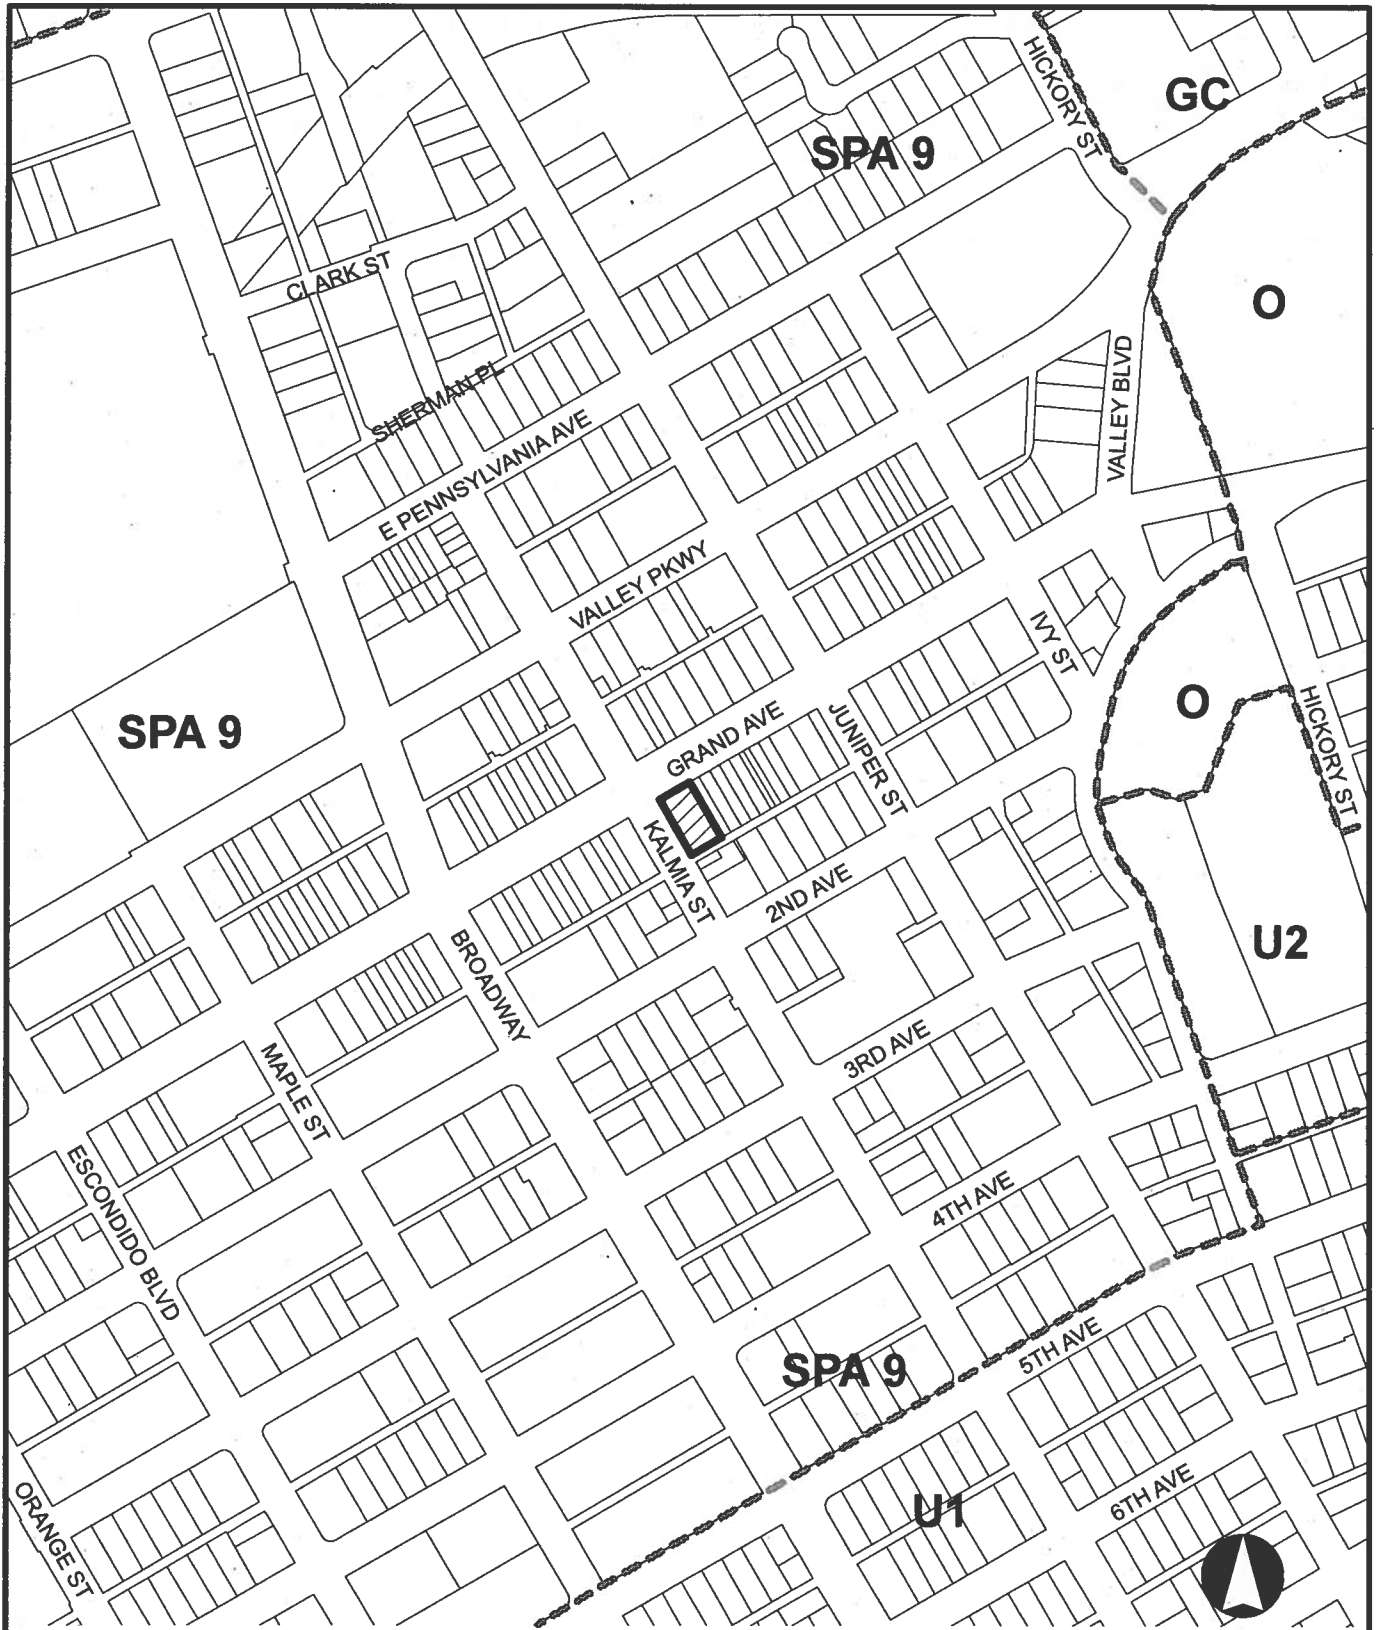 HICKORY ST
GC
SPA 9
CLARK ST
O
SHERMAN PL
VALLEY BLVD
E PENNSYLVANIA AVE
VALLEY PKWY
IVY ST
SPA 9
O
HICKORY ST
GRAND AVE
JUNIPER ST
KALMIA ST
2ND AVE
U2
BROADWAY
3RD AVE
MAPLE ST
4TH AVE
ESCONDIDO BLVD
SPA 9
5TH AVE
ORANGE ST
U1
6TH AVE